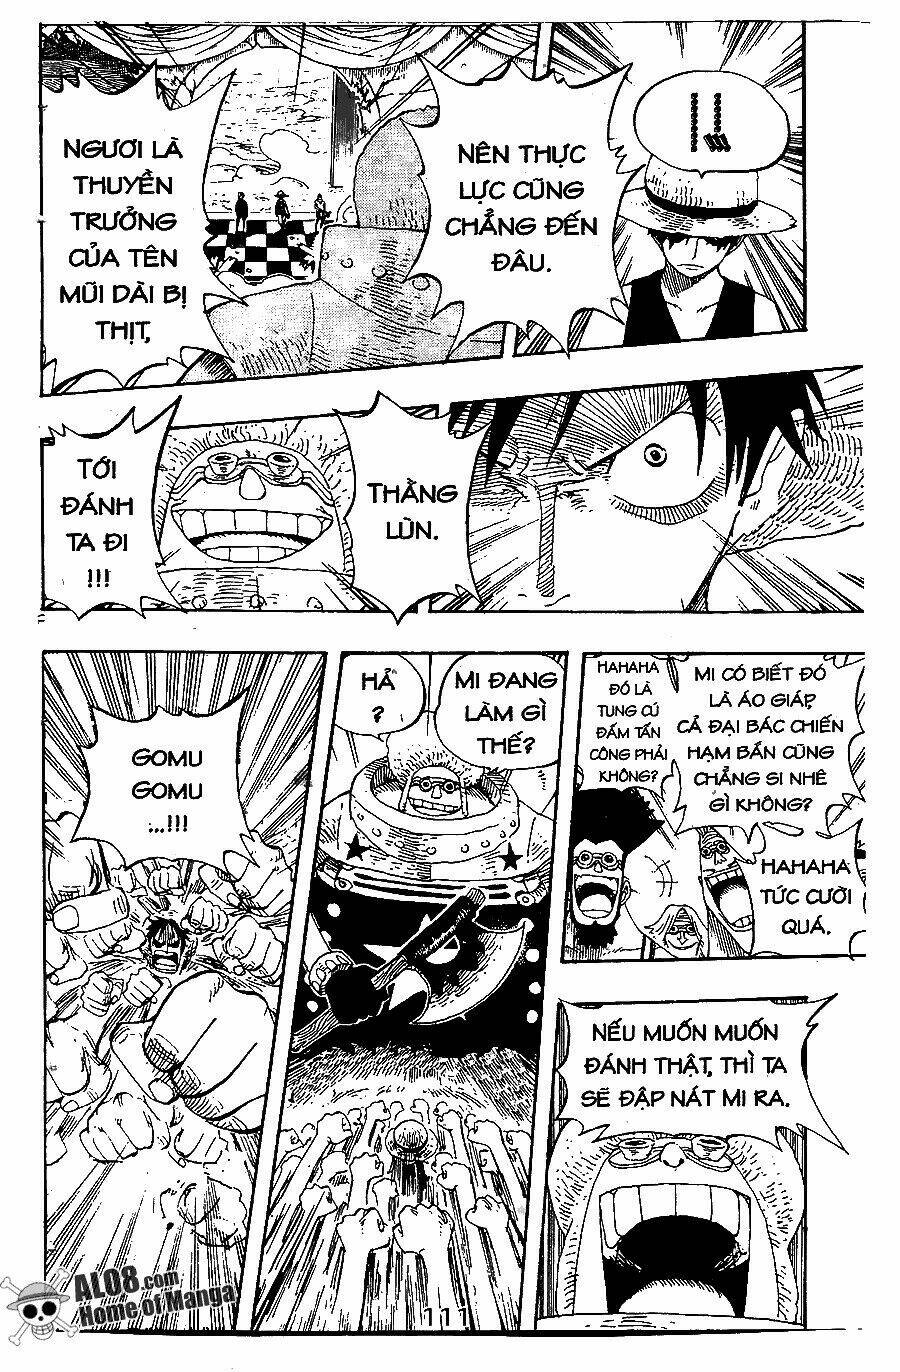 !!...!!!
NÊN THỰC
LỰC CŨNG
CHẲNG ĐẾN
ĐÂU.
NGƯƠI LÀ
THUYỀN
TRƯỞNG
CỦA TÊN
MŨI DÀI BỊ
THỊT,
THẰNG
LÙN.
TỚI
ĐÁNH
TA ĐI
!!!
MI CÓ BIẾT ĐÓ
LÀ ÁO GIÁP?
CẢ ĐẠI BÁC CHIẾN
HẠM BẮN CŨNG
CHẲNG SI NHÊ
GÌ KHÔNG?
HAHAHA
ĐÓ LÀ
TUNG CÚ
ĐẤM TẤN
CÔNG PHẢI
KHÔNG?
HAHAHA
TỨC CƯỜI
QUÁ.
MI ĐANG
LÀM GÌ
THẾ?
HẢ
?
GOMU
GOMU
...!!!
NẾU MUỐN MUỐN
ĐÁNH THẬT, THÌ TA
SẼ ĐẬP NÁT MI RA.
111
AL08.com
Home of Manga